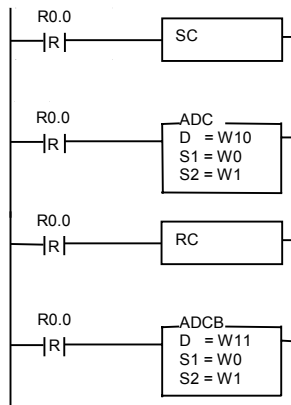 R0.0
R
SC
R0.0
R
ADC
D = W10
S1 = W0
S2 = W1
R0.0
R
RC
R0.0
R
ADCB
D = W11
S1 = W0
S2 = W1